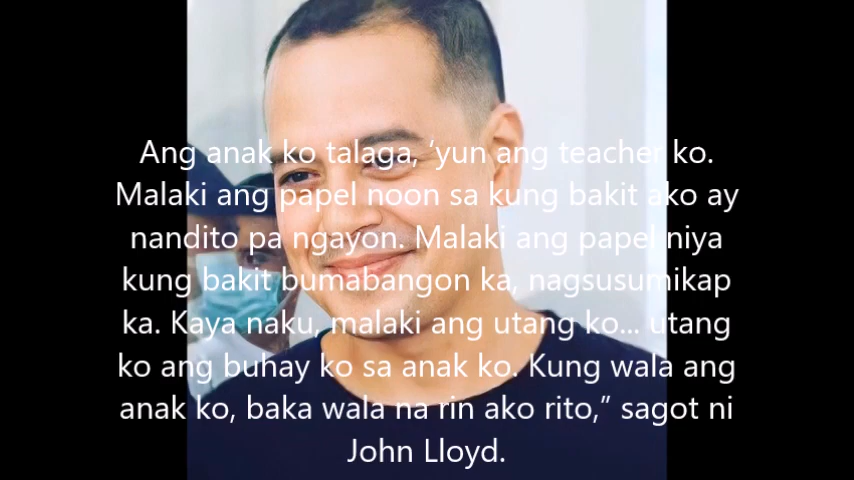 Ang anak ko talaga, ‘yun ang teacher ko.
Malaki ang papel noon sa kung bakit ako ay
nandito pa ngayon. Malaki ang papel niya
kung bakit bumabangon ka, nagsusumikap
ka. Kaya naku, malaki ang utang ko... utang
ko ang buhay ko sa anak ko. Kung wala ang
anak ko, baka wala na rin ako rito,” sagot ni
John Lloyd.